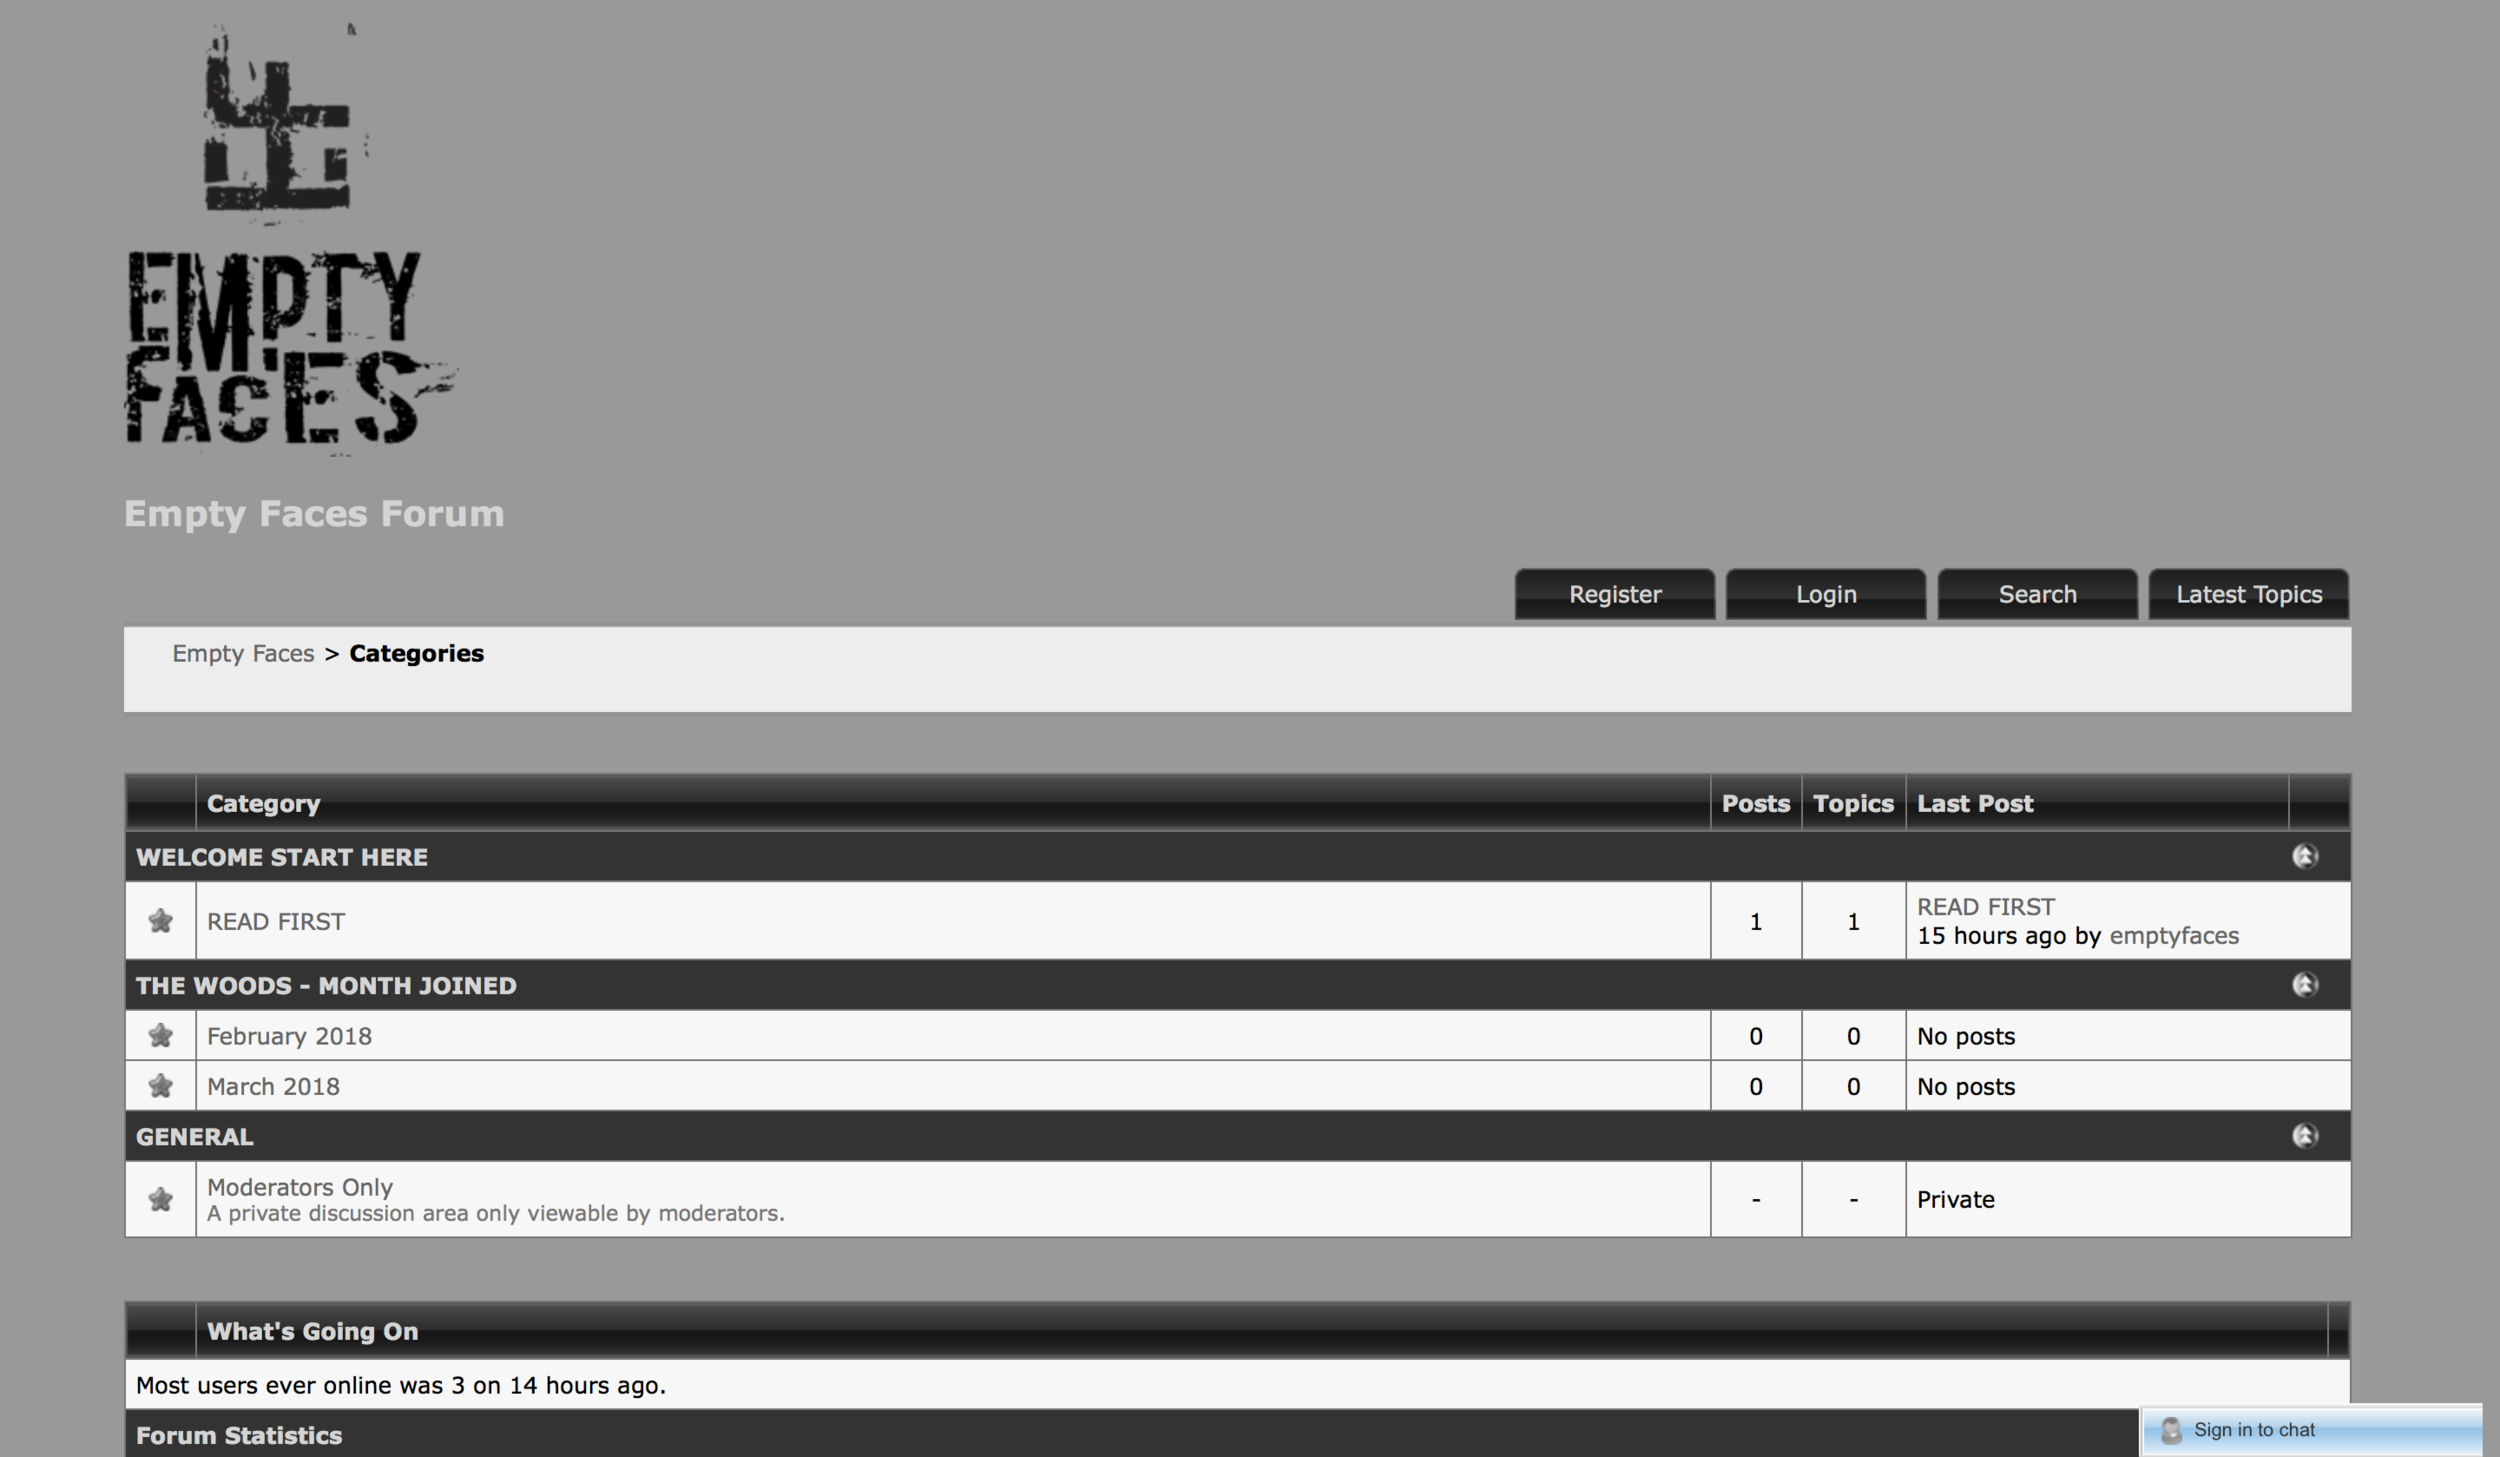 EMPTY
FACES
Empty Faces Forum
Register Login Search Latest Topics
Empty Faces > Categories
Category Posts Topics Last Post
WELCOME START HERE
READ FIRST 1 1 READ FIRST
15 hours ago by emptyfaces
THE WOODS - MONTH JOINED
February 2018 0 0 No posts
March 2018 0 0 No posts
GENERAL
Moderators Only
A private discussion area only viewable by moderators. - - Private
What's Going On
Most users ever online was 3 on 14 hours ago.
Forum Statistics
Sign in to chat